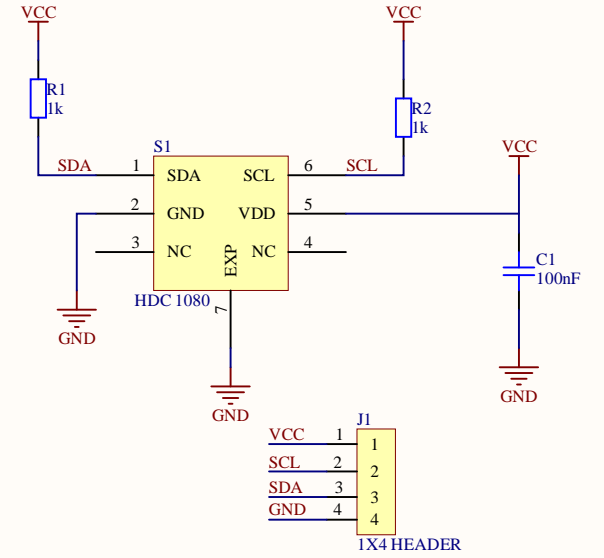 VCC
VCC
R1
1k
R2
1k
VCC
S1
SDA 1 SDA SCL 6 SCL
2 GND VDD 5
3 NC NC 4
EXP
C1
100nF
HDC 1080
7
GND
GND
GND
J1
VCC 1 1
SCL 2 2
SDA 3 3
GND 4 4
1X4 HEADER